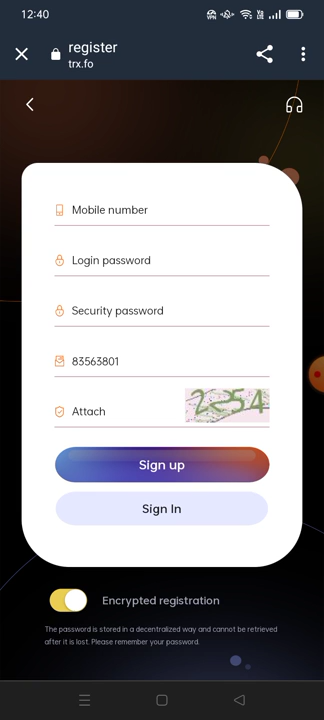 12:40
VPN
register
trx.fo
Mobile number
Login password
Security password
83563801
Attach
2254
Sign up
Sign In
Encrypted registration
The password is stored in a decentralized way and cannot be retrieved
after it is lost. Please remember your password.